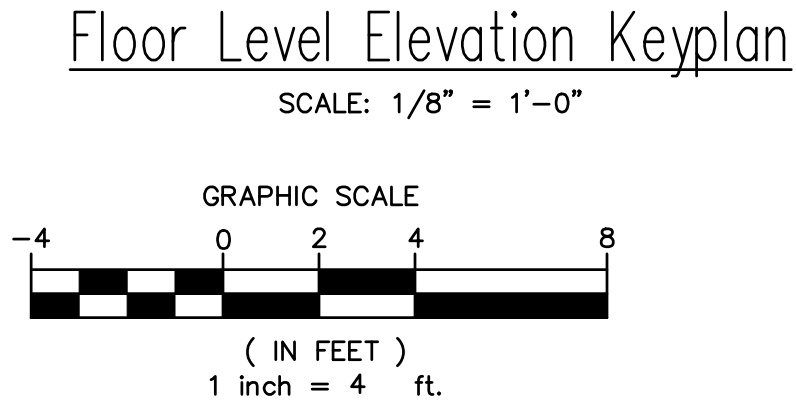 Floor Level Elevation Keyplan
SCALE: 1/8" = 1'-0"
GRAPHIC SCALE
-4 0 2 4 8
( IN FEET )
1 inch = 4 ft.